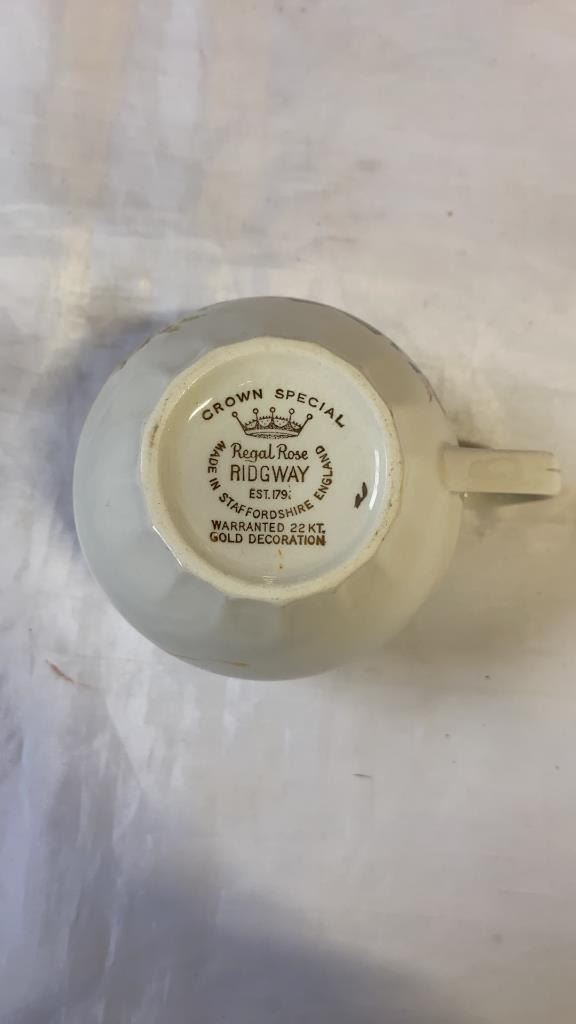 CROWN SPECIAL
Regal Rose
RIDGWAY
EST. 179
MADE IN STAFFORDSHIRE ENGLAND
WARRANTED 22 KT.
GOLD DECORATION